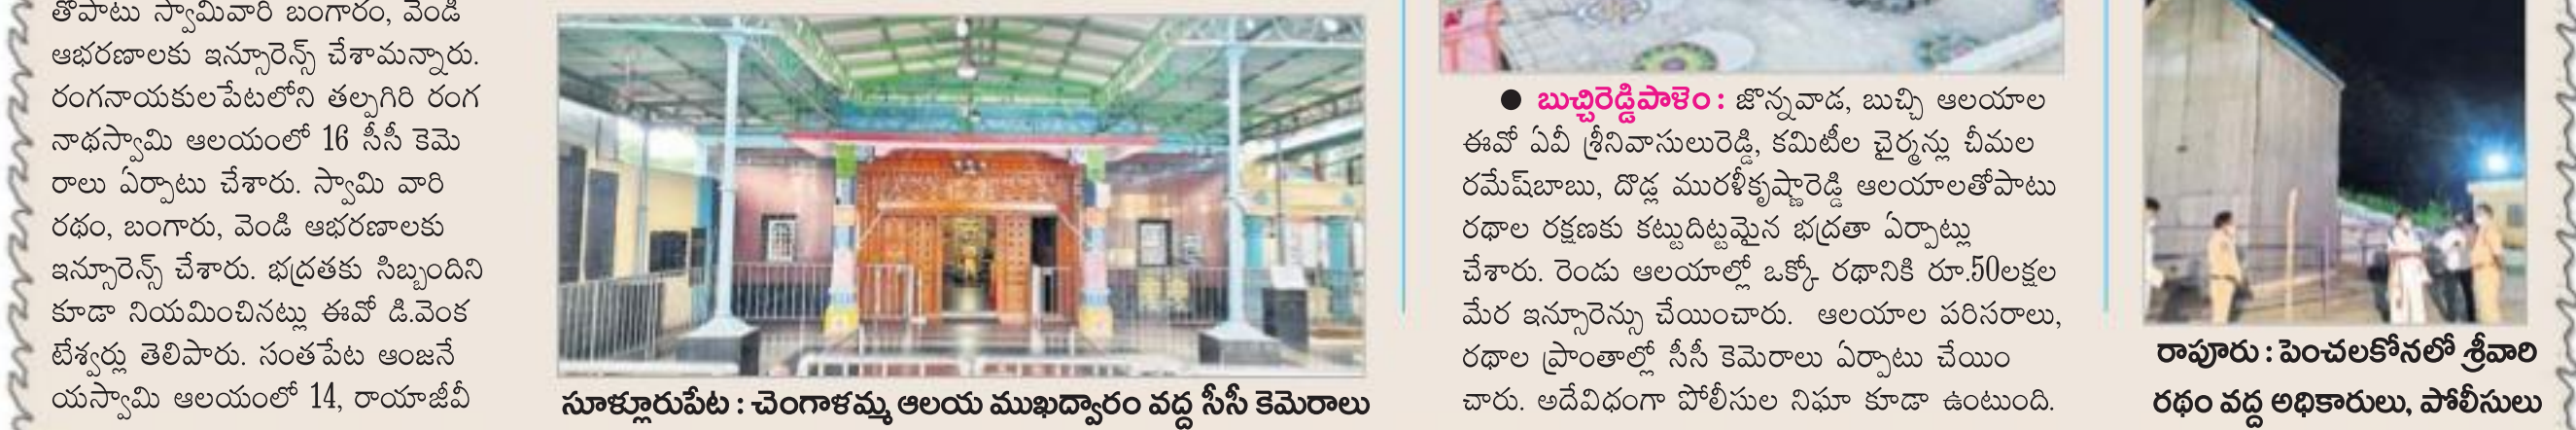 తోపాటు స్వామివారి బంగారం, వెండి
ఆభరణాలకు ఇన్సూరెన్స్ చేశామన్నారు.
రంగనాయకులపేటలోని తల్పగిరి రంగ
నాథస్వామి ఆలయంలో 16 సీసీ కెమె
రాలు ఏర్పాటు చేశారు. స్వామి వారి
రథం, బంగారు, వెండి ఆభరణాలకు
ఇన్సూరెన్స్ చేశారు. భద్రతకు సిబ్బందిని
కూడా నియమించినట్లు ఈవో డి.వెంక
టేశ్వర్లు తెలిపారు. సంతపేట ఆంజనే
యస్వామి ఆలయంలో 14, రాయాజీవీ
సూళ్లూరుపేట : చెంగాళమ్మ ఆలయ ముఖద్వారం వద్ద సీసీ కెమెరాలు
● బుచ్చిరెడ్డిపాళెం : జొన్నవాడ, బుచ్చి ఆలయాల
ఈవో ఏవీ శ్రీనివాసులురెడ్డి, కమిటీల చైర్మన్లు చీమల
రమేష్‌బాబు, దొడ్ల మురళీకృష్ణారెడ్డి ఆలయాలతోపాటు
రథాల రక్షణకు కట్టుదిట్టమైన భద్రతా ఏర్పాట్లు
చేశారు. రెండు ఆలయాల్లో ఒక్కో రథానికి రూ.50లక్షల
మేర ఇన్సూరెన్సు చేయించారు. ఆలయాల పరిసరాలు,
రథాల ప్రాంతాల్లో సీసీ కెమెరాలు ఏర్పాటు చేయిం
చారు. అదేవిధంగా పోలీసుల నిఘా కూడా ఉంటుంది.
రాపూరు : పెంచలకోనలో శ్రీవారి
రథం వద్ద అధికారులు, పోలీసులు